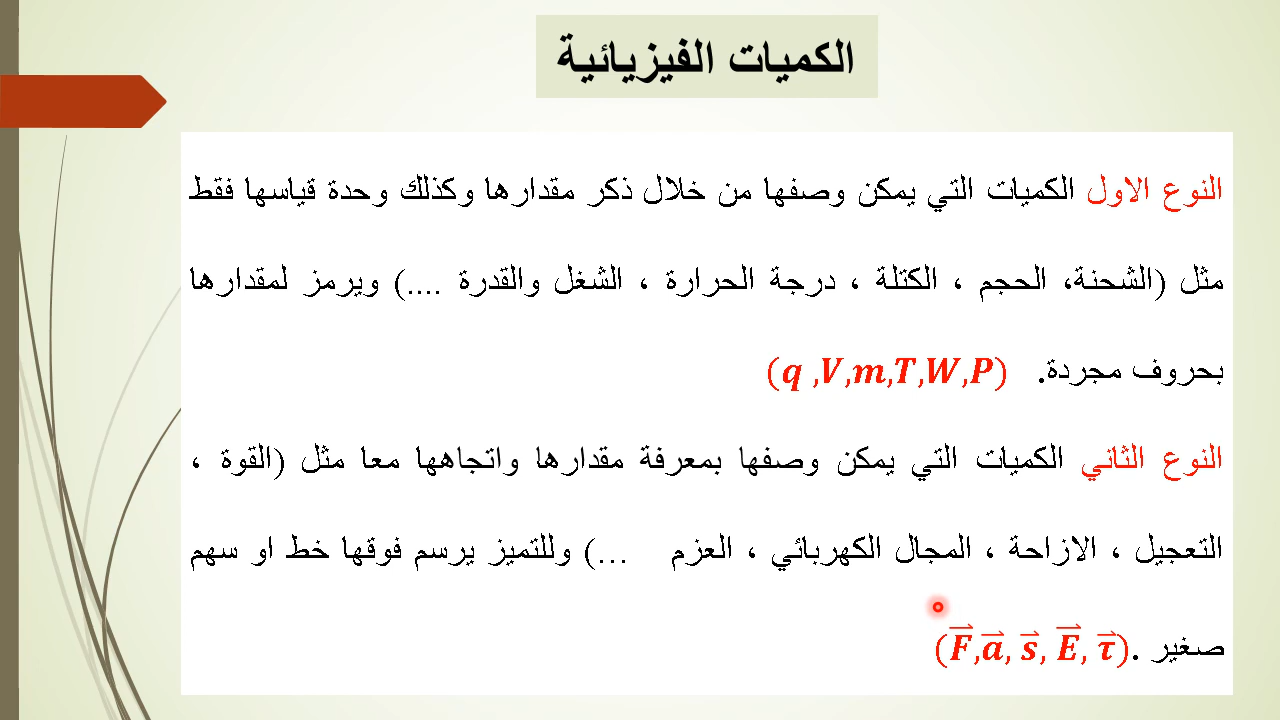 الكميات الفيزيائية
النوع الاول الكميات التي يمكن وصفها من خلال ذكر مقدارها وكذلك وحدة قياسها فقط
مثل (الشحنة، الحجم ، الكتلة ، درجة الحرارة ، الشغل والقدرة ....) ويرمز لمقدارها
بحروف مجردة. (q ,V,m,T,W,P)
النوع الثاني الكميات التي يمكن وصفها بمعرفة مقدارها واتجاهها معا مثل (القوة ،
التعجيل ، الازاحة ، المجال الكهربائي ، العزم ...) وللتميز يرسم فوقها خط او سهم
صغير .(F⃗,a⃗, s⃗, E⃗, τ⃗)